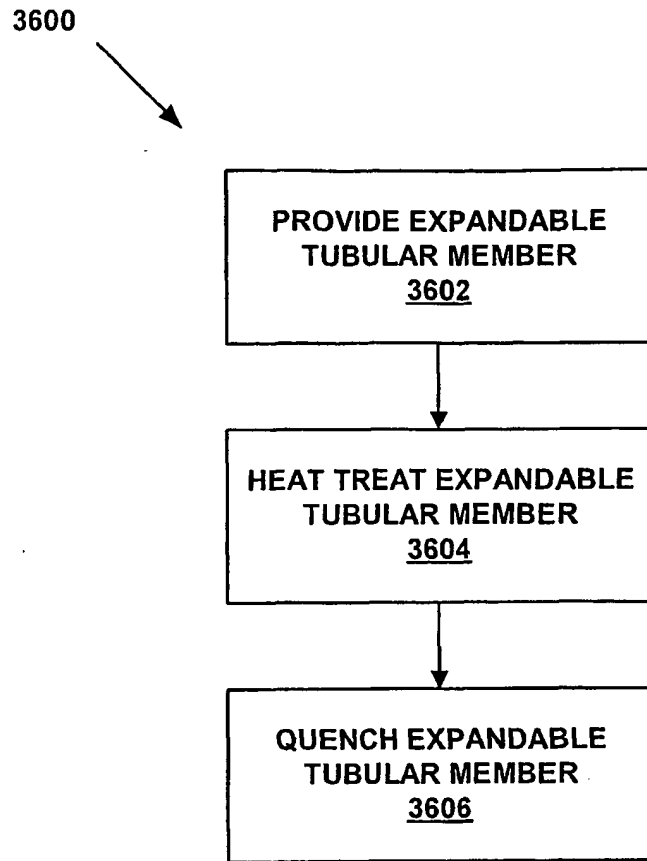 3600
PROVIDE EXPANDABLE
TUBULAR MEMBER
3602
HEAT TREAT EXPANDABLE
TUBULAR MEMBER
3604
QUENCH EXPANDABLE
TUBULAR MEMBER
3606